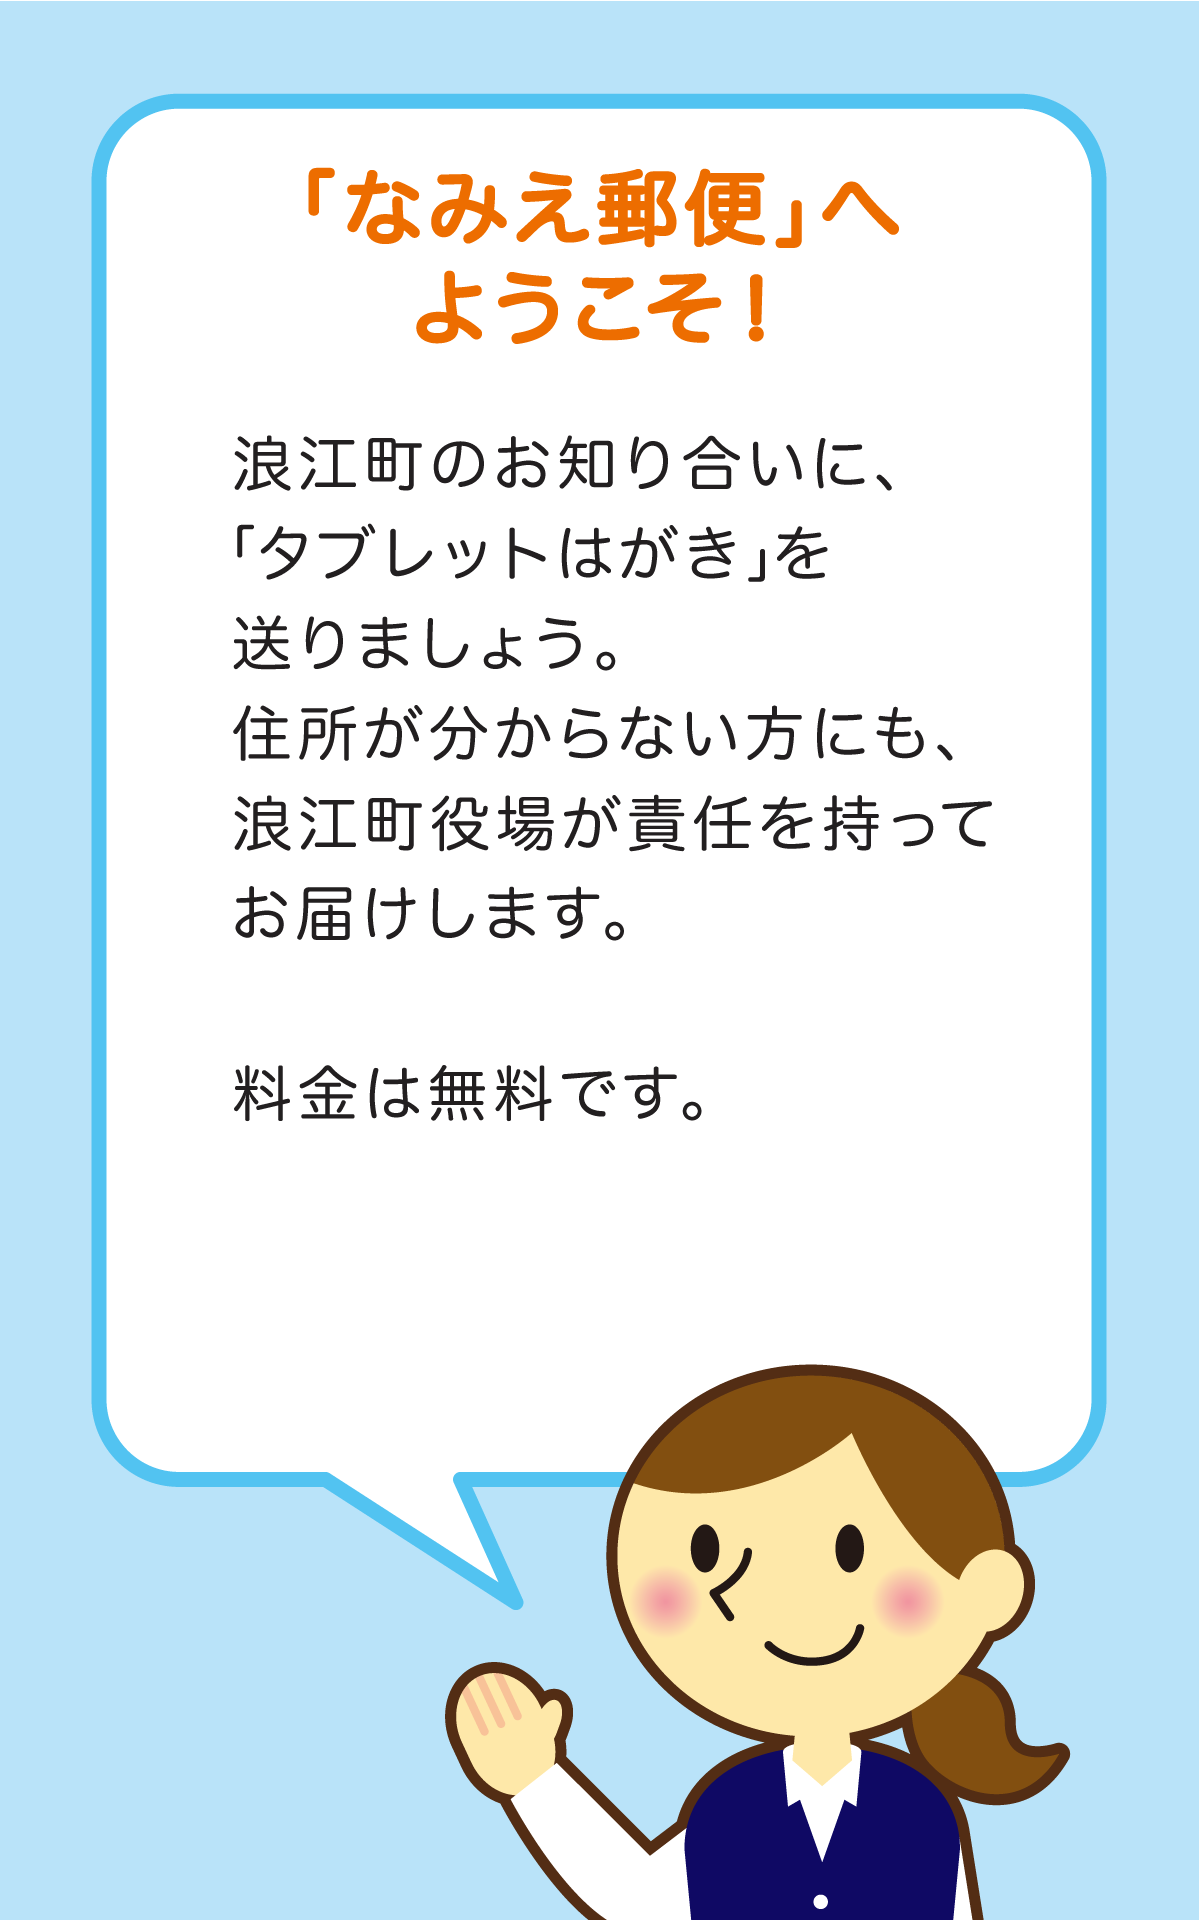 「なみえ郵便」へ
ようこそ！
浪江町のお知り合いに、
「タブレットはがき」を
送りましょう。
住所が分からない方にも、
浪江町役場が責任を持って
お届けします。
料金は無料です。